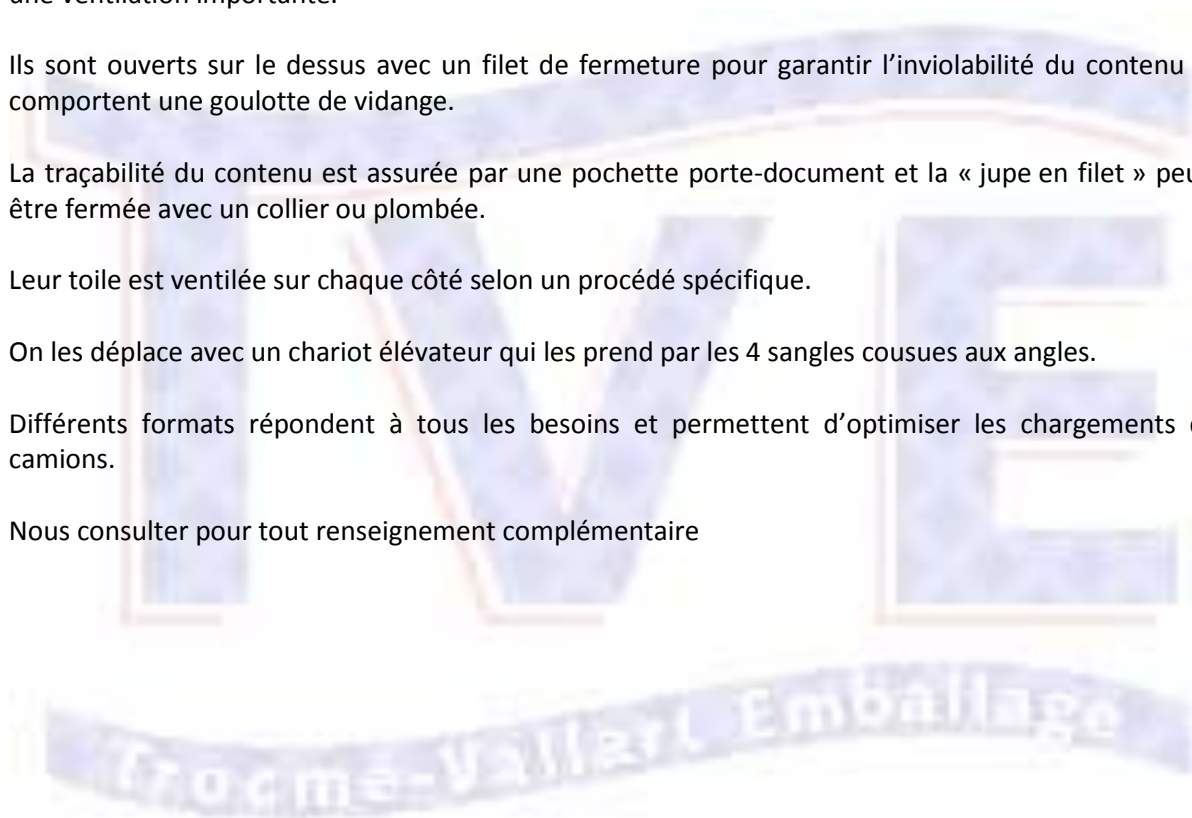 une ventilation importante.
Ils sont ouverts sur le dessus avec un filet de fermeture pour garantir l’inviolabilité du contenu
comportent une goulotte de vidange.
La traçabilité du contenu est assurée par une pochette porte-document et la « jupe en filet » peu
être fermée avec un collier ou plombée.
Leur toile est ventilée sur chaque côté selon un procédé spécifique.
On les déplace avec un chariot élévateur qui les prend par les 4 sangles cousues aux angles.
Différents formats répondent à tous les besoins et permettent d’optimiser les chargements
camions.
Nous consulter pour tout renseignement complémentaire
TVE
Trocmé-Vallart Emballage